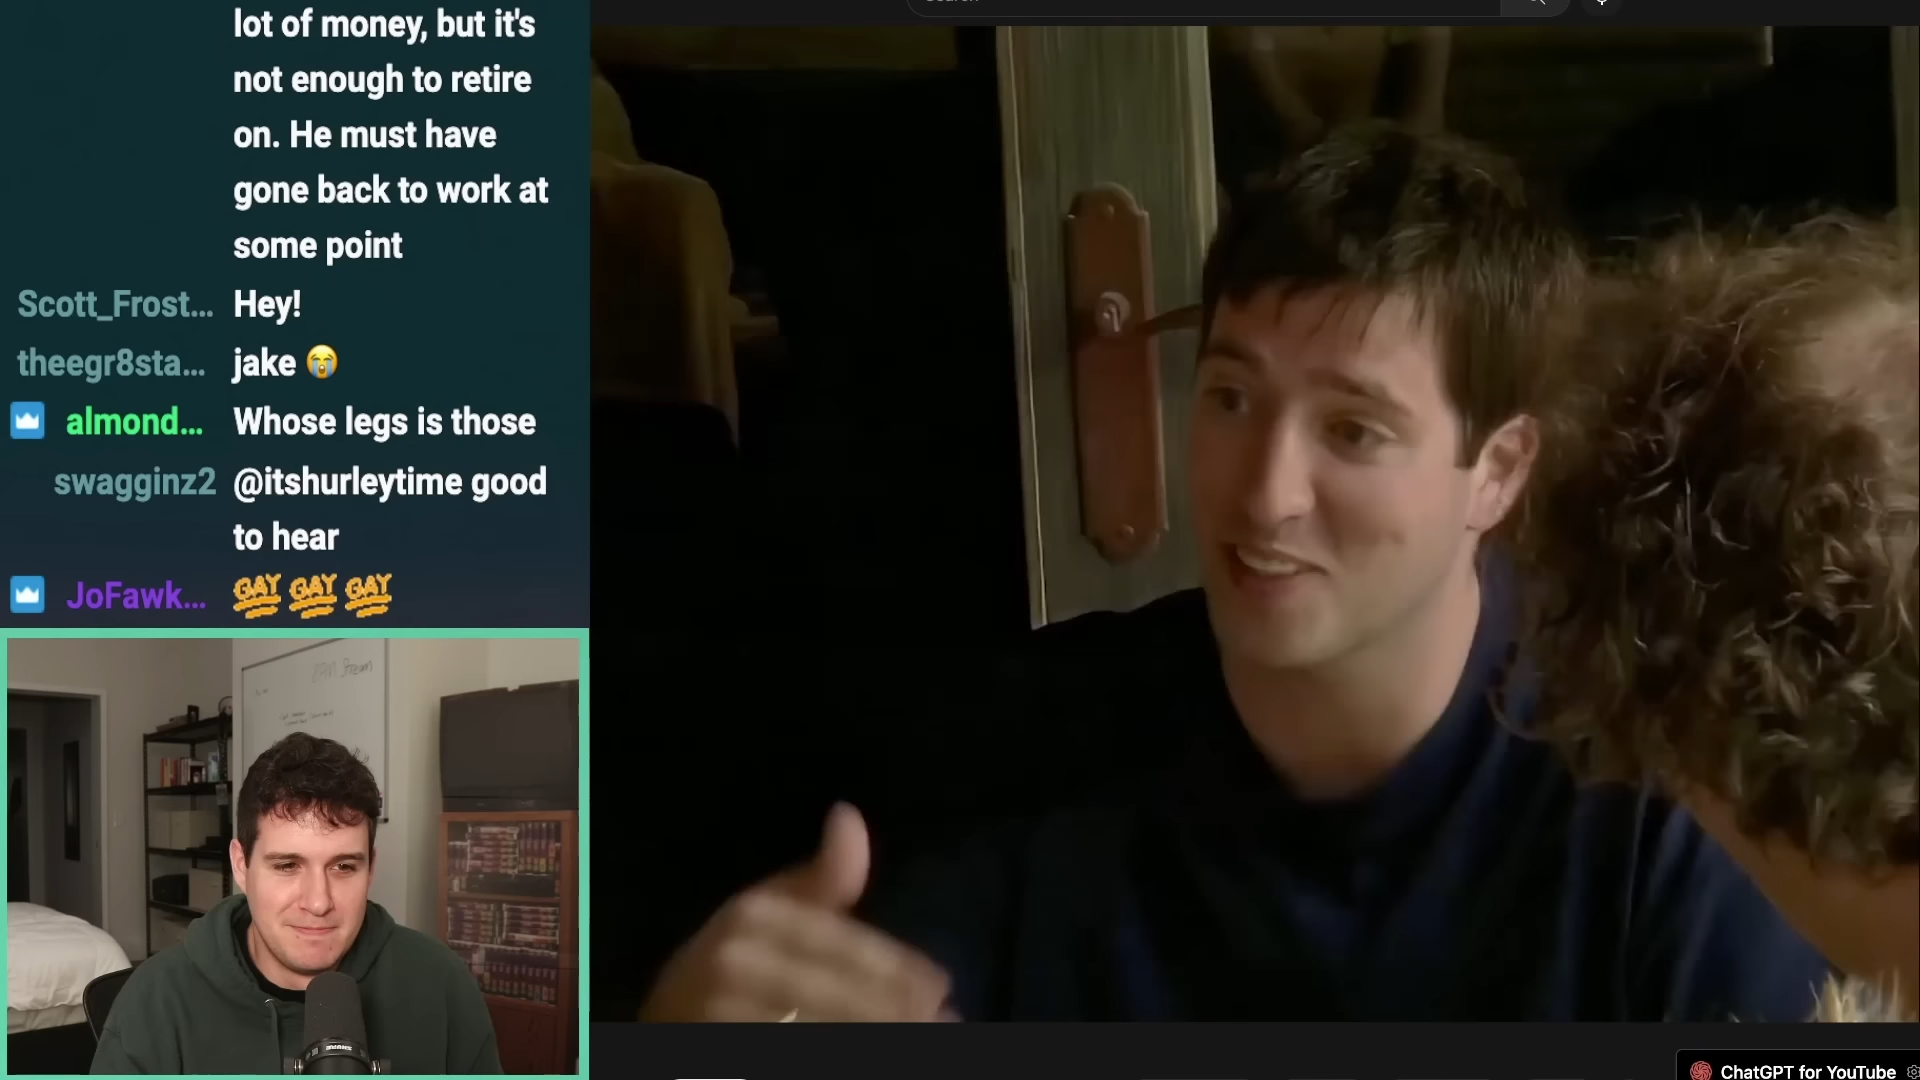 lot of money, but it's
not enough to retire
on. He must have
gone back to work at
some point
Scott_Frost... Hey!
theegr8sta... jake 😭
almond... Whose legs is those
swagginz2 @itshurleytime good
to hear
JoFawk... GAY GAY GAY
ChatGPT for YouTube